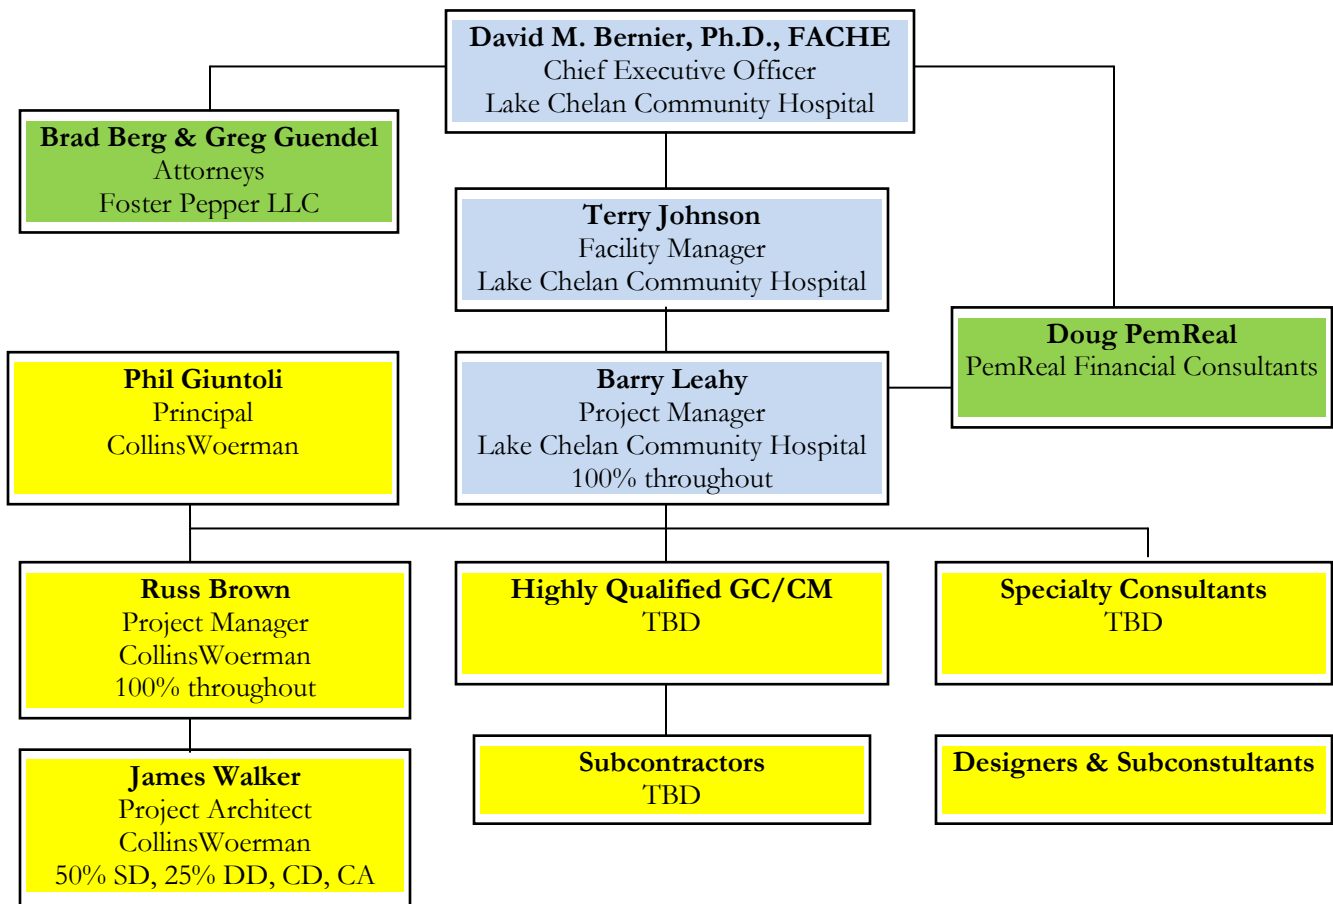 David M. Bernier, Ph.D., FACHE
Chief Executive Officer
Lake Chelan Community Hospital
Brad Berg & Greg Guendel
Attorneys
Foster Pepper LLC
Terry Johnson
Facility Manager
Lake Chelan Community Hospital
Doug PemReal
PemReal Financial Consultants
Phil Giuntoli
Principal
CollinsWoerman
Barry Leahy
Project Manager
Lake Chelan Community Hospital
100% throughout
Russ Brown
Project Manager
CollinsWoerman
100% throughout
Highly Qualified GC/CM
TBD
Specialty Consultants
TBD
James Walker
Project Architect
CollinsWoerman
50% SD, 25% DD, CD, CA
Subcontractors
TBD
Designers & Subconstultants